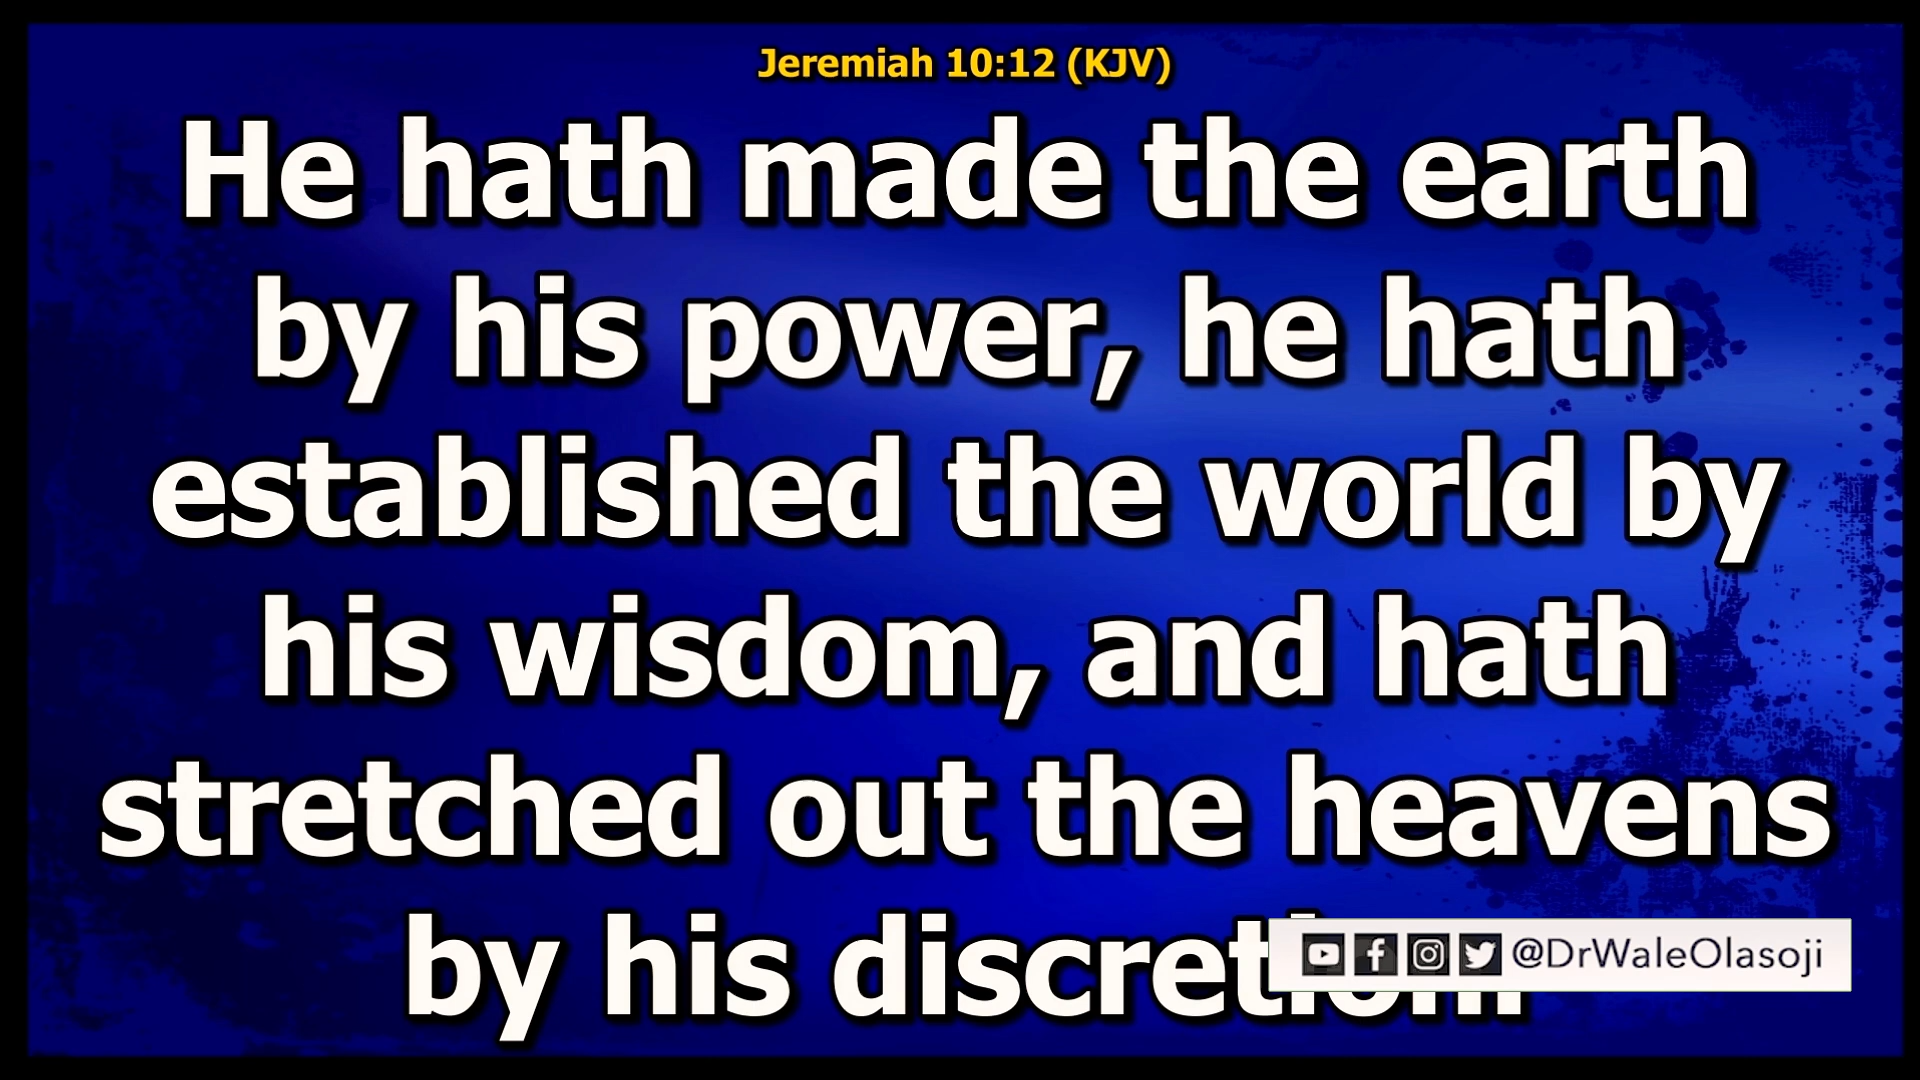 Jeremiah 10:12 (KJV)
He hath made the earth
by his power, he hath
established the world by
his wisdom, and hath
stretched out the heavens
by his discretion.
@DrWaleOlasoji